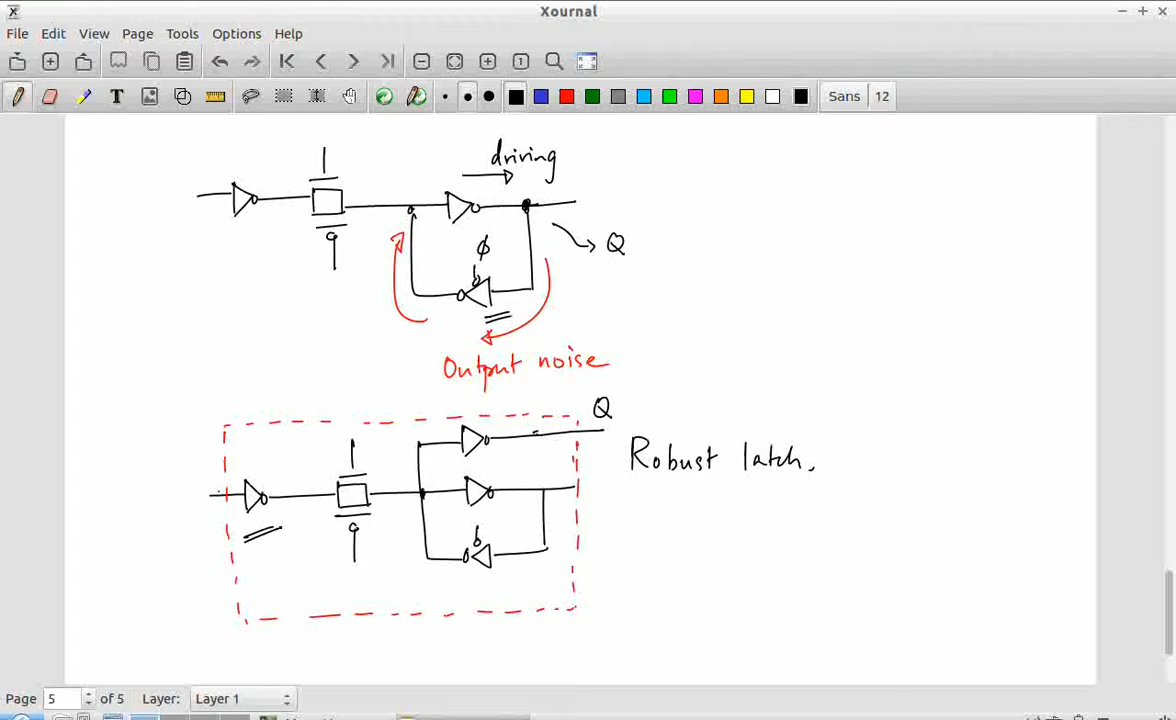 Xournal
File Edit View Page Tools Options Help
Sans 12
driving
ϕ
Q
Output noise
Q
Robust latch.
Page 5 of 5 Layer: Layer 1